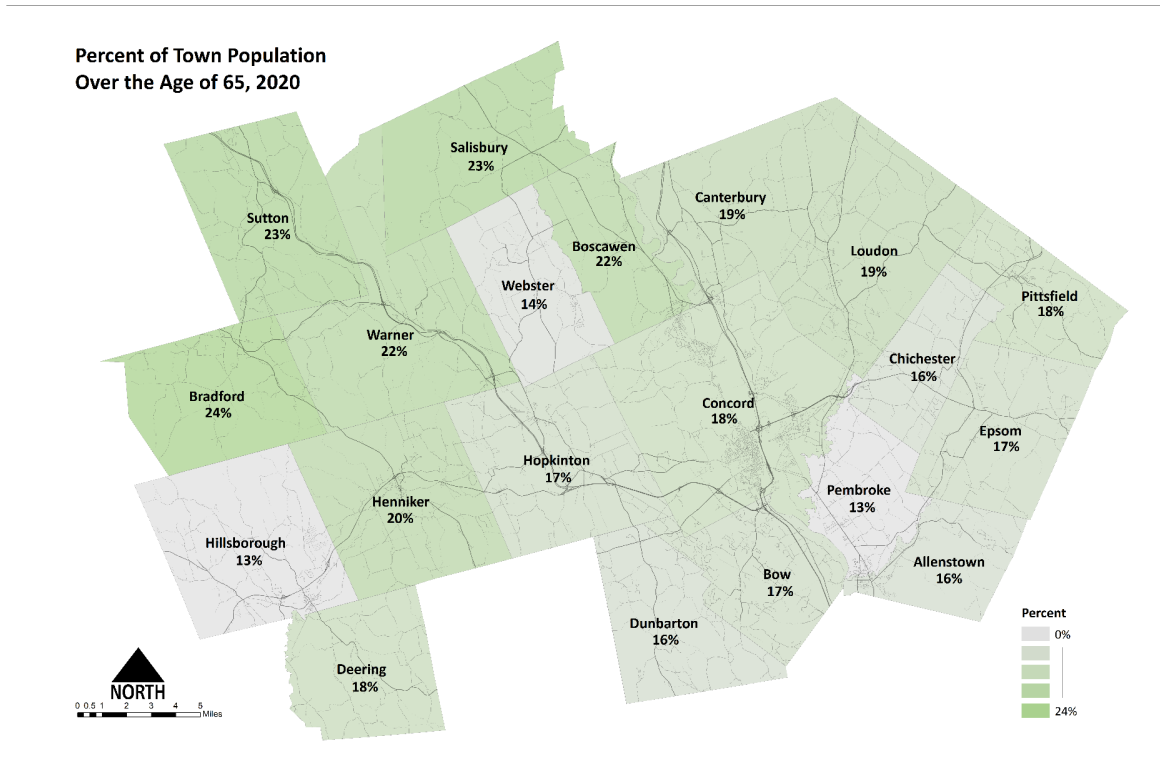 Percent of Town Population
Over the Age of 65, 2020
Salisbury
23%
Sutton
23%
Canterbury
19%
Boscawen
22%
Loudon
19%
Webster
14%
Pittsfield
18%
Warner
22%
Chichester
16%
Bradford
24%
Concord
18%
Epsom
17%
Hopkinton
17%
Pembroke
13%
Henniker
20%
Hillsborough
13%
Allenstown
16%
Bow
17%
Dunbarton
16%
Deering
18%
Percent
0%
24%
NORTH
0 0.5 1 2 3 4 5
Miles